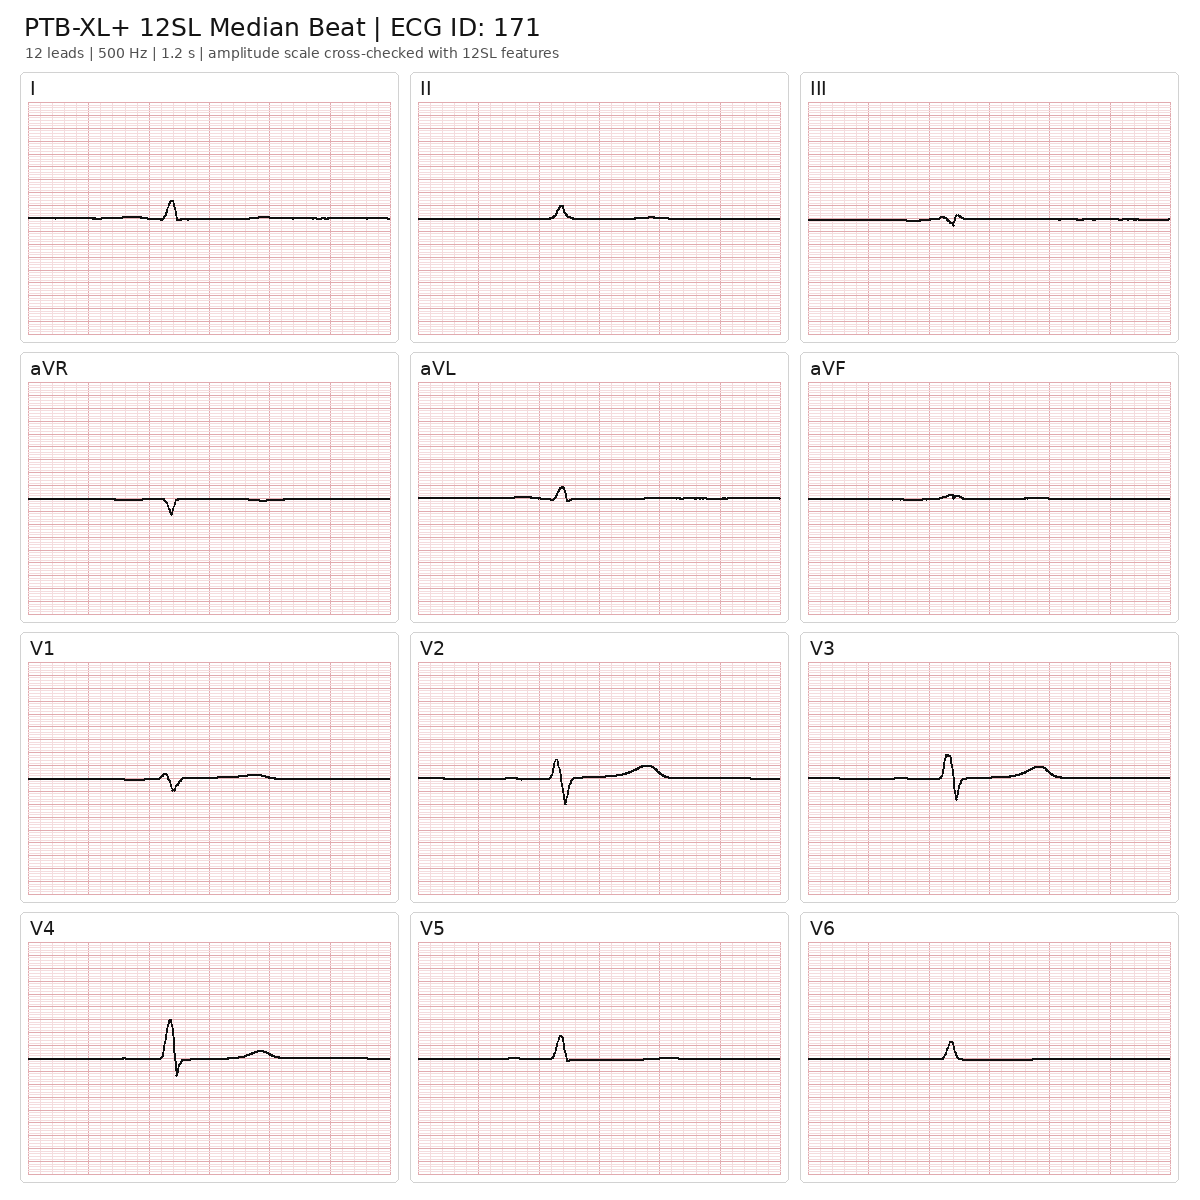 PTB-XL+ 12SL Median Beat | ECG ID: 171
12 leads | 500 Hz | 1.2 s | amplitude scale cross-checked with 12SL features
I
II
III
aVR
aVL
aVF
V1
V2
V3
V4
V5
V6